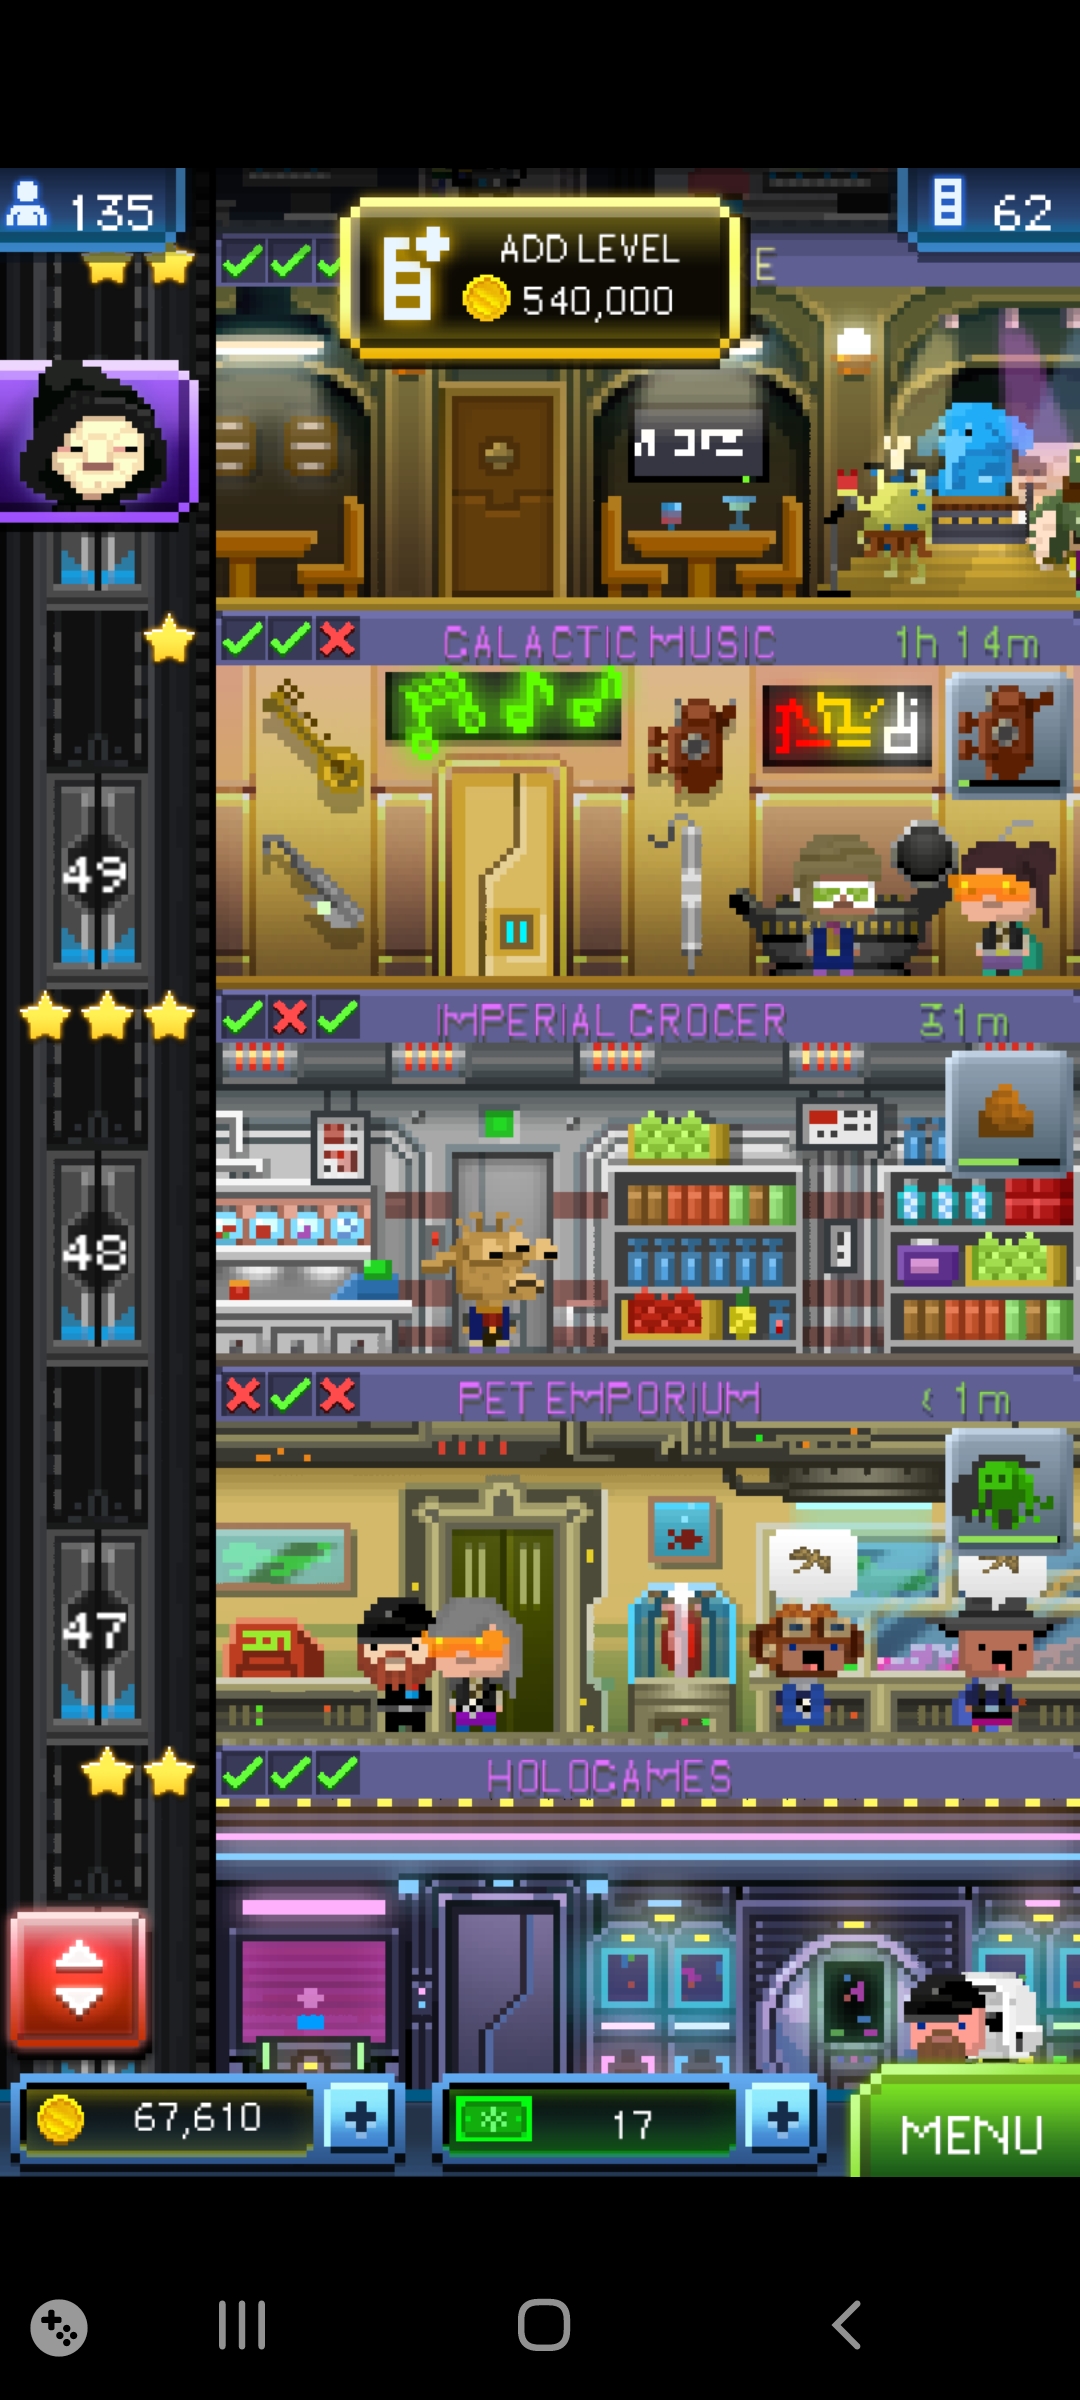 135
62
ADD LEVEL
540,000
E
GALACTIC MUSIC 1h 14m
49
IMPERIAL GROCER 31m
48
PET EMPORIUM < 1m
47
HOLOGAMES
67,610
17
MENU